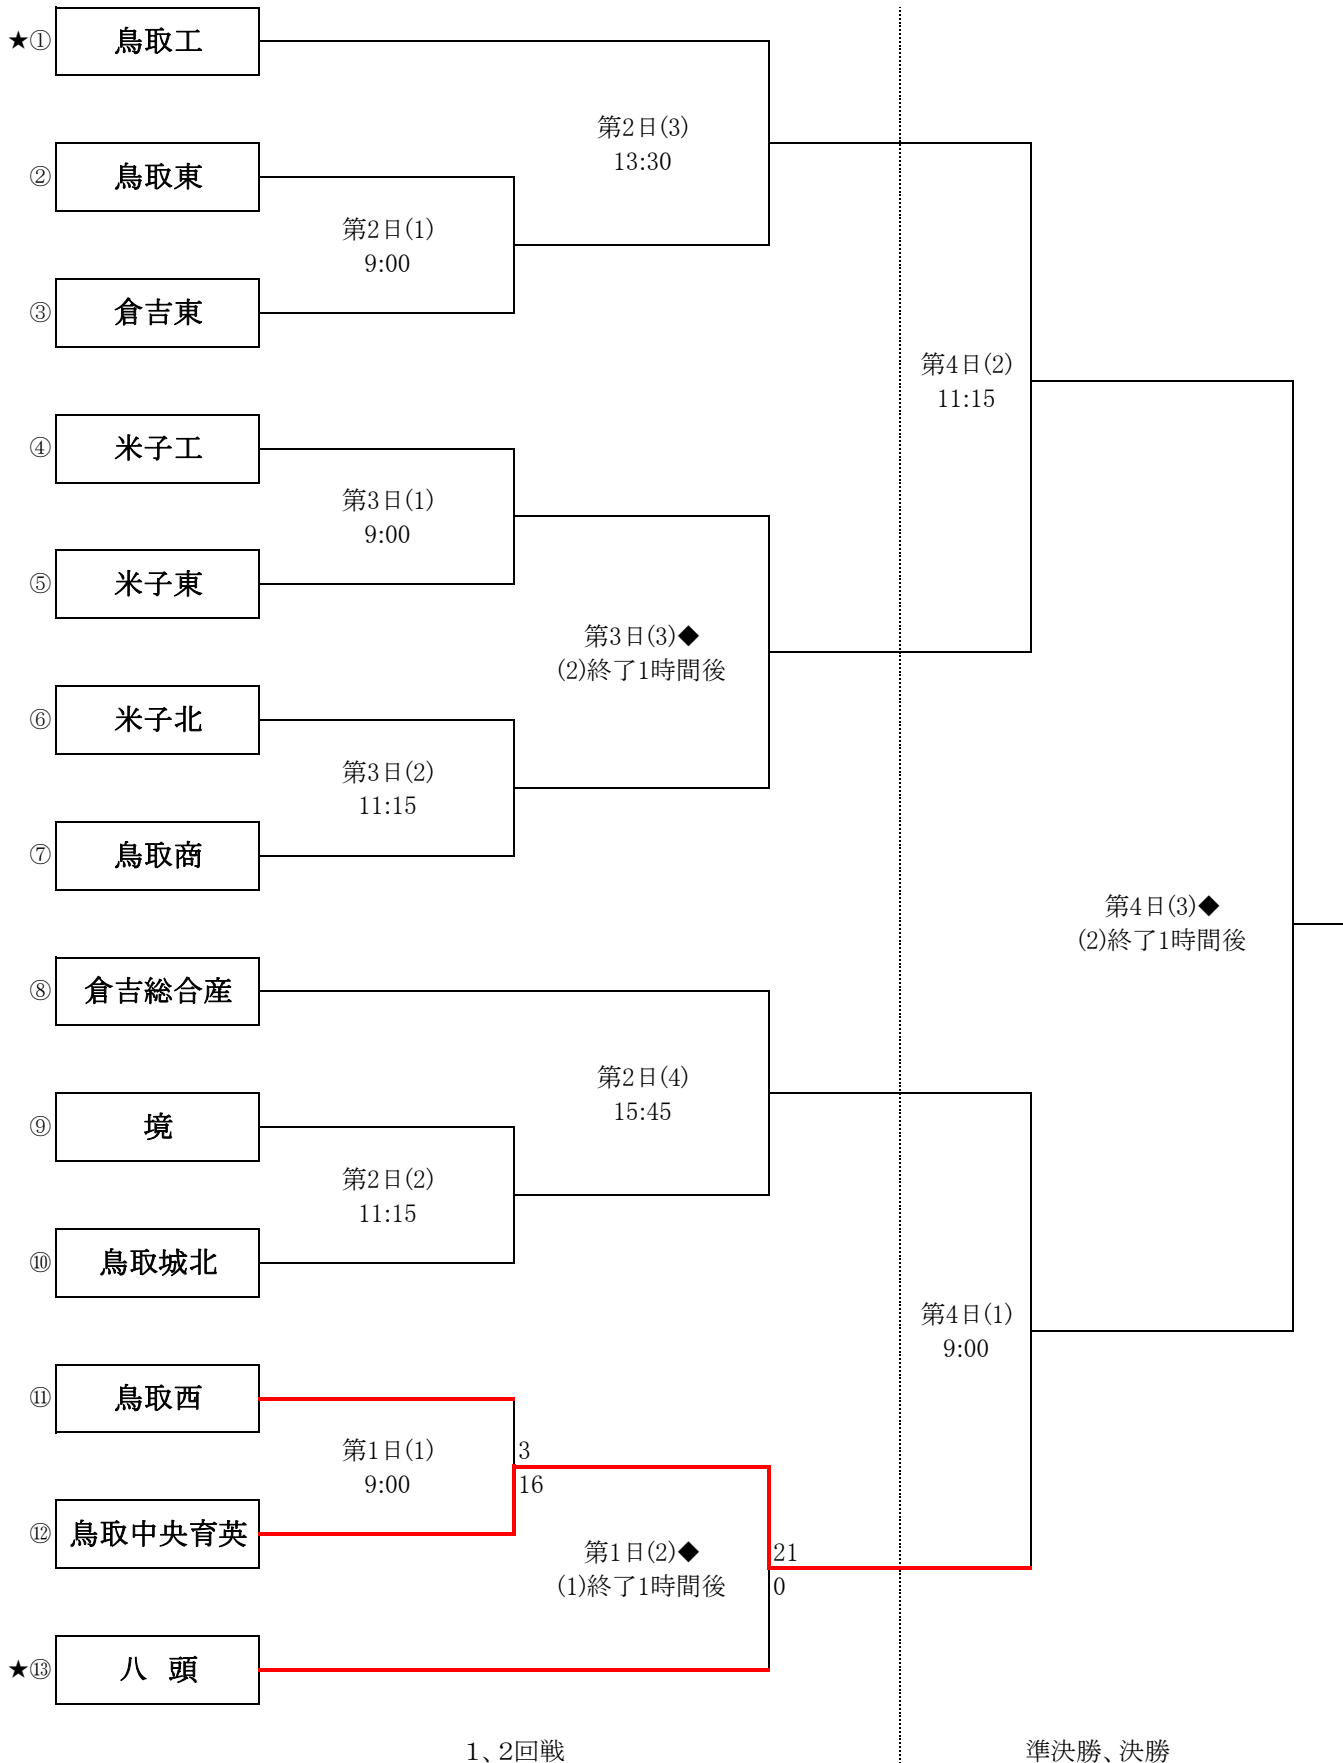 ★① 鳥取工
第2日(3)
13:30
② 鳥取東
第2日(1)
9:00
③ 倉吉東
第4日(2)
11:15
④ 米子工
第3日(1)
9:00
⑤ 米子東
第3日(3)◆
(2)終了1時間後
⑥ 米子北
第3日(2)
11:15
⑦ 鳥取商
第4日(3)◆
(2)終了1時間後
⑧ 倉吉総合産
第2日(4)
15:45
⑨ 境
第2日(2)
11:15
⑩ 鳥取城北
第4日(1)
9:00
⑪ 鳥取西
第1日(1)
9:00
3
16
⑫ 鳥取中央育英
第1日(2)◆
(1)終了1時間後
21
0
★⑬ 八 頭
1、2回戦
準決勝、決勝